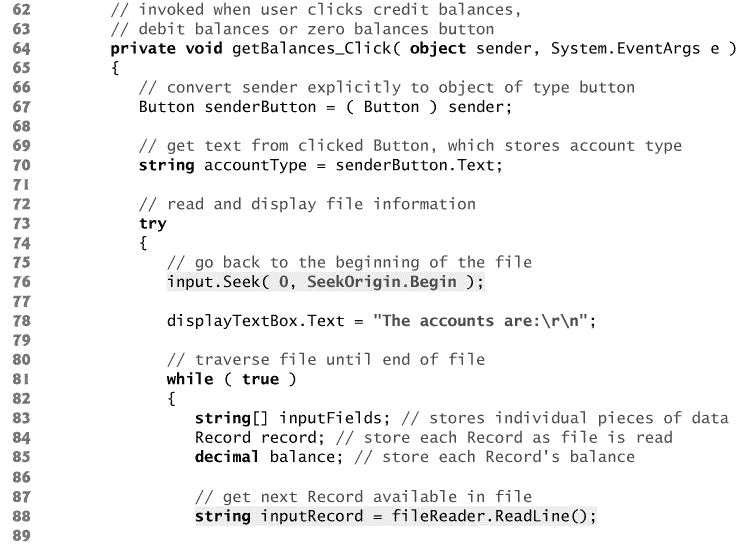 62 // invoked when user clicks credit balances,
63 // debit balances or zero balances button
64 private void getBalances_Click( object sender, System.EventArgs e )
65 {
66 // convert sender explicitly to object of type button
67 Button senderButton = ( Button ) sender;
68
69 // get text from clicked Button, which stores account type
70 string accountType = senderButton.Text;
71
72 // read and display file information
73 try
74 {
75 // go back to the beginning of the file
76 input.Seek( 0, SeekOrigin.Begin );
77
78 displayTextBox.Text = "The accounts are:\r\n";
79
80 // traverse file until end of file
81 while ( true )
82 {
83 string[] inputFields; // stores individual pieces of data
84 Record record; // store each Record as file is read
85 decimal balance; // store each Record's balance
86
87 // get next Record available in file
88 string inputRecord = fileReader.ReadLine();
89